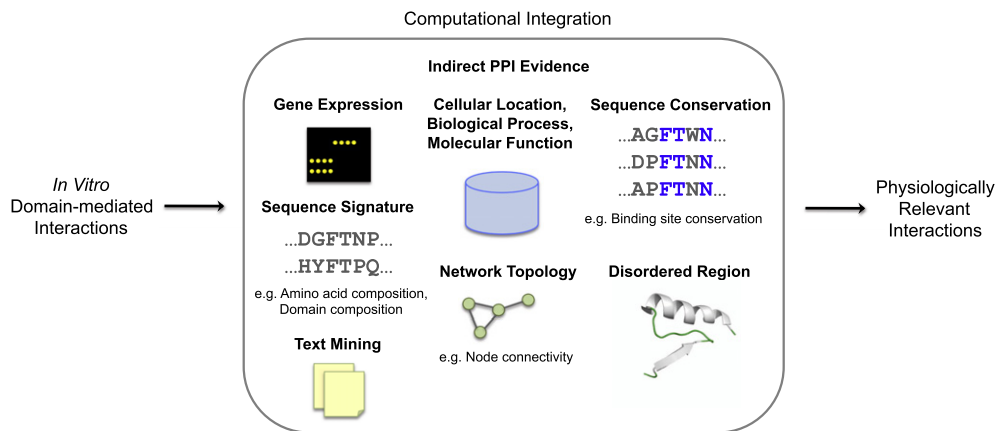 Computational Integration
Indirect PPI Evidence
In Vitro
Domain-mediated
Interactions
Gene Expression
Sequence Signature
...DGFTNP...
...HYFTPQ...
e.g. Amino acid composition,
Domain composition
Text Mining
Cellular Location,
Biological Process,
Molecular Function
Network Topology
e.g. Node connectivity
Sequence Conservation
...AGFTWN...
...DPFTNN...
...APFTNN...
e.g. Binding site conservation
Disordered Region
Physiologically
Relevant
Interactions